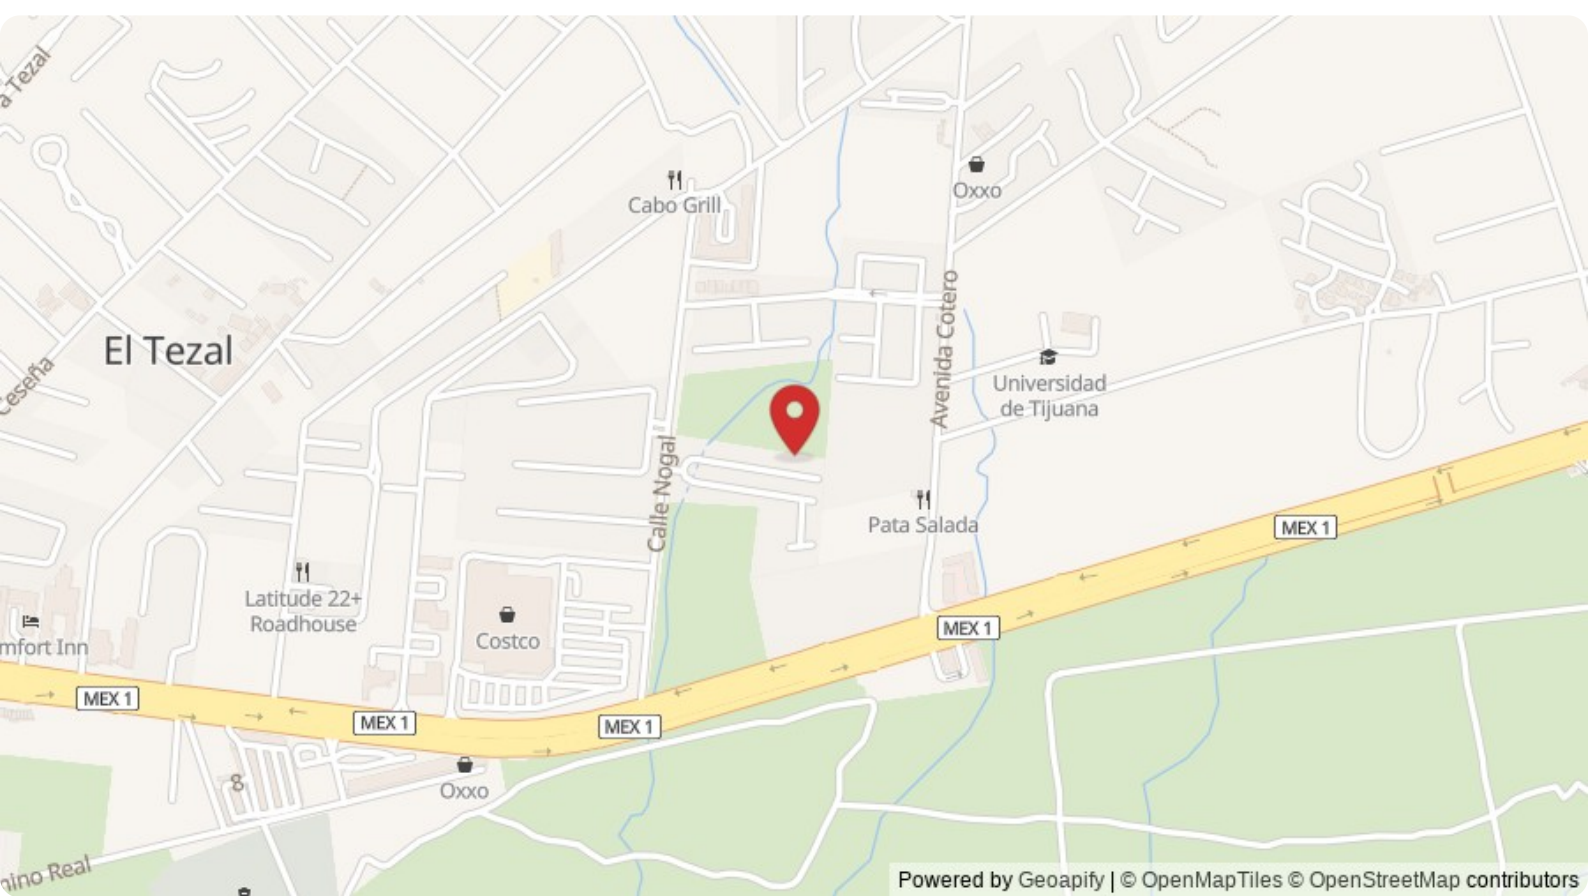 a Tezal
Cabo Grill
Oxxo
El Tezal
Ceseña
Avenida Cotero
Universidad
de Tijuana
Calle Nogal
Pata Salada
MEX 1
Latitude 22+
Roadhouse
Costco
mfort Inn
MEX 1
MEX 1
MEX 1
MEX 1
Oxxo
8
nino Real
Powered by Geoapify | © OpenMapTiles © OpenStreetMap contributors